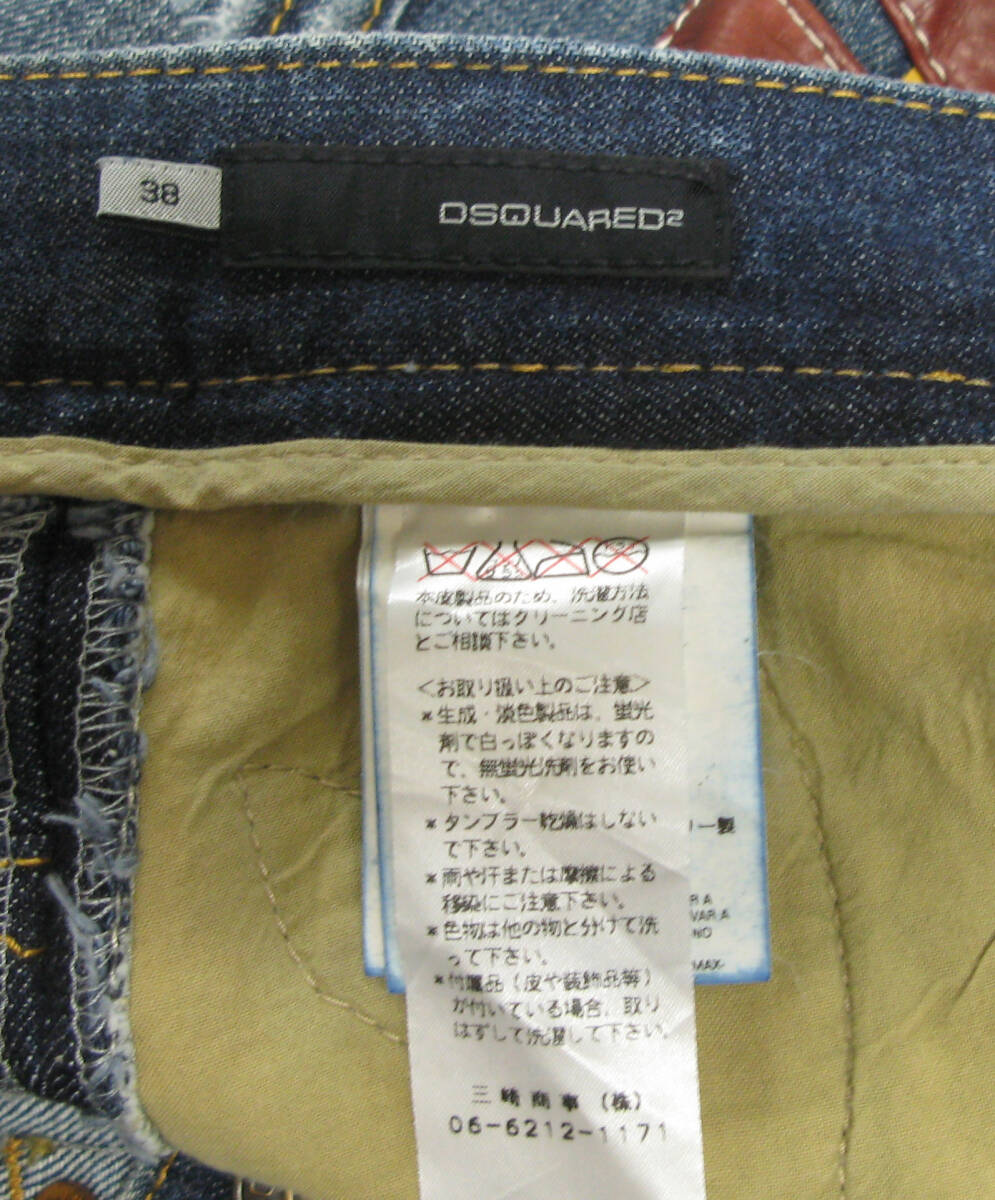 38
DSQUARED2
本皮製品のため、洗濯方法
についてはクリーニング店
とご相談下さい。
<お取り扱い上のご注意>
*生成・淡色製品は、蛍光
剤で白っぽくなりますの
で、無蛍光洗剤をお使い
下さい。
*タンブラー乾燥はしない
で下さい。
*雨や汗または摩擦による
移染にご注意下さい。
*色物は他の物と分けて洗
って下さい。
*付属品(皮や装飾品等)
が付いている場合、取り
はずして洗濯して下さい。
三崎商事(株)
06-6212-1171
リー製
R A
VAR.A
NO
MAX-